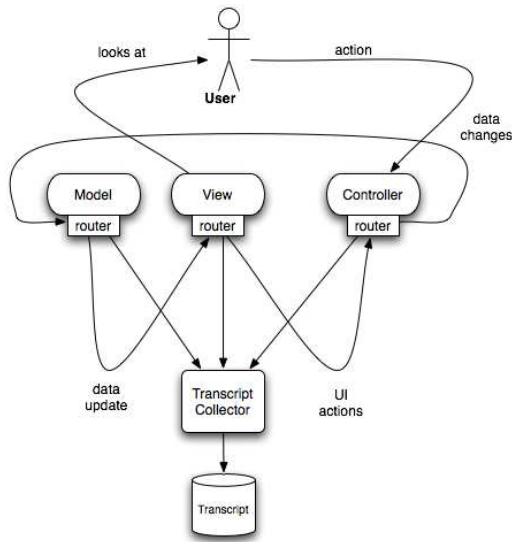 looks at
action
User
data
changes
Model
View
Controller
router
router
router
data
update
Transcript
Collector
UI
actions
Transcript